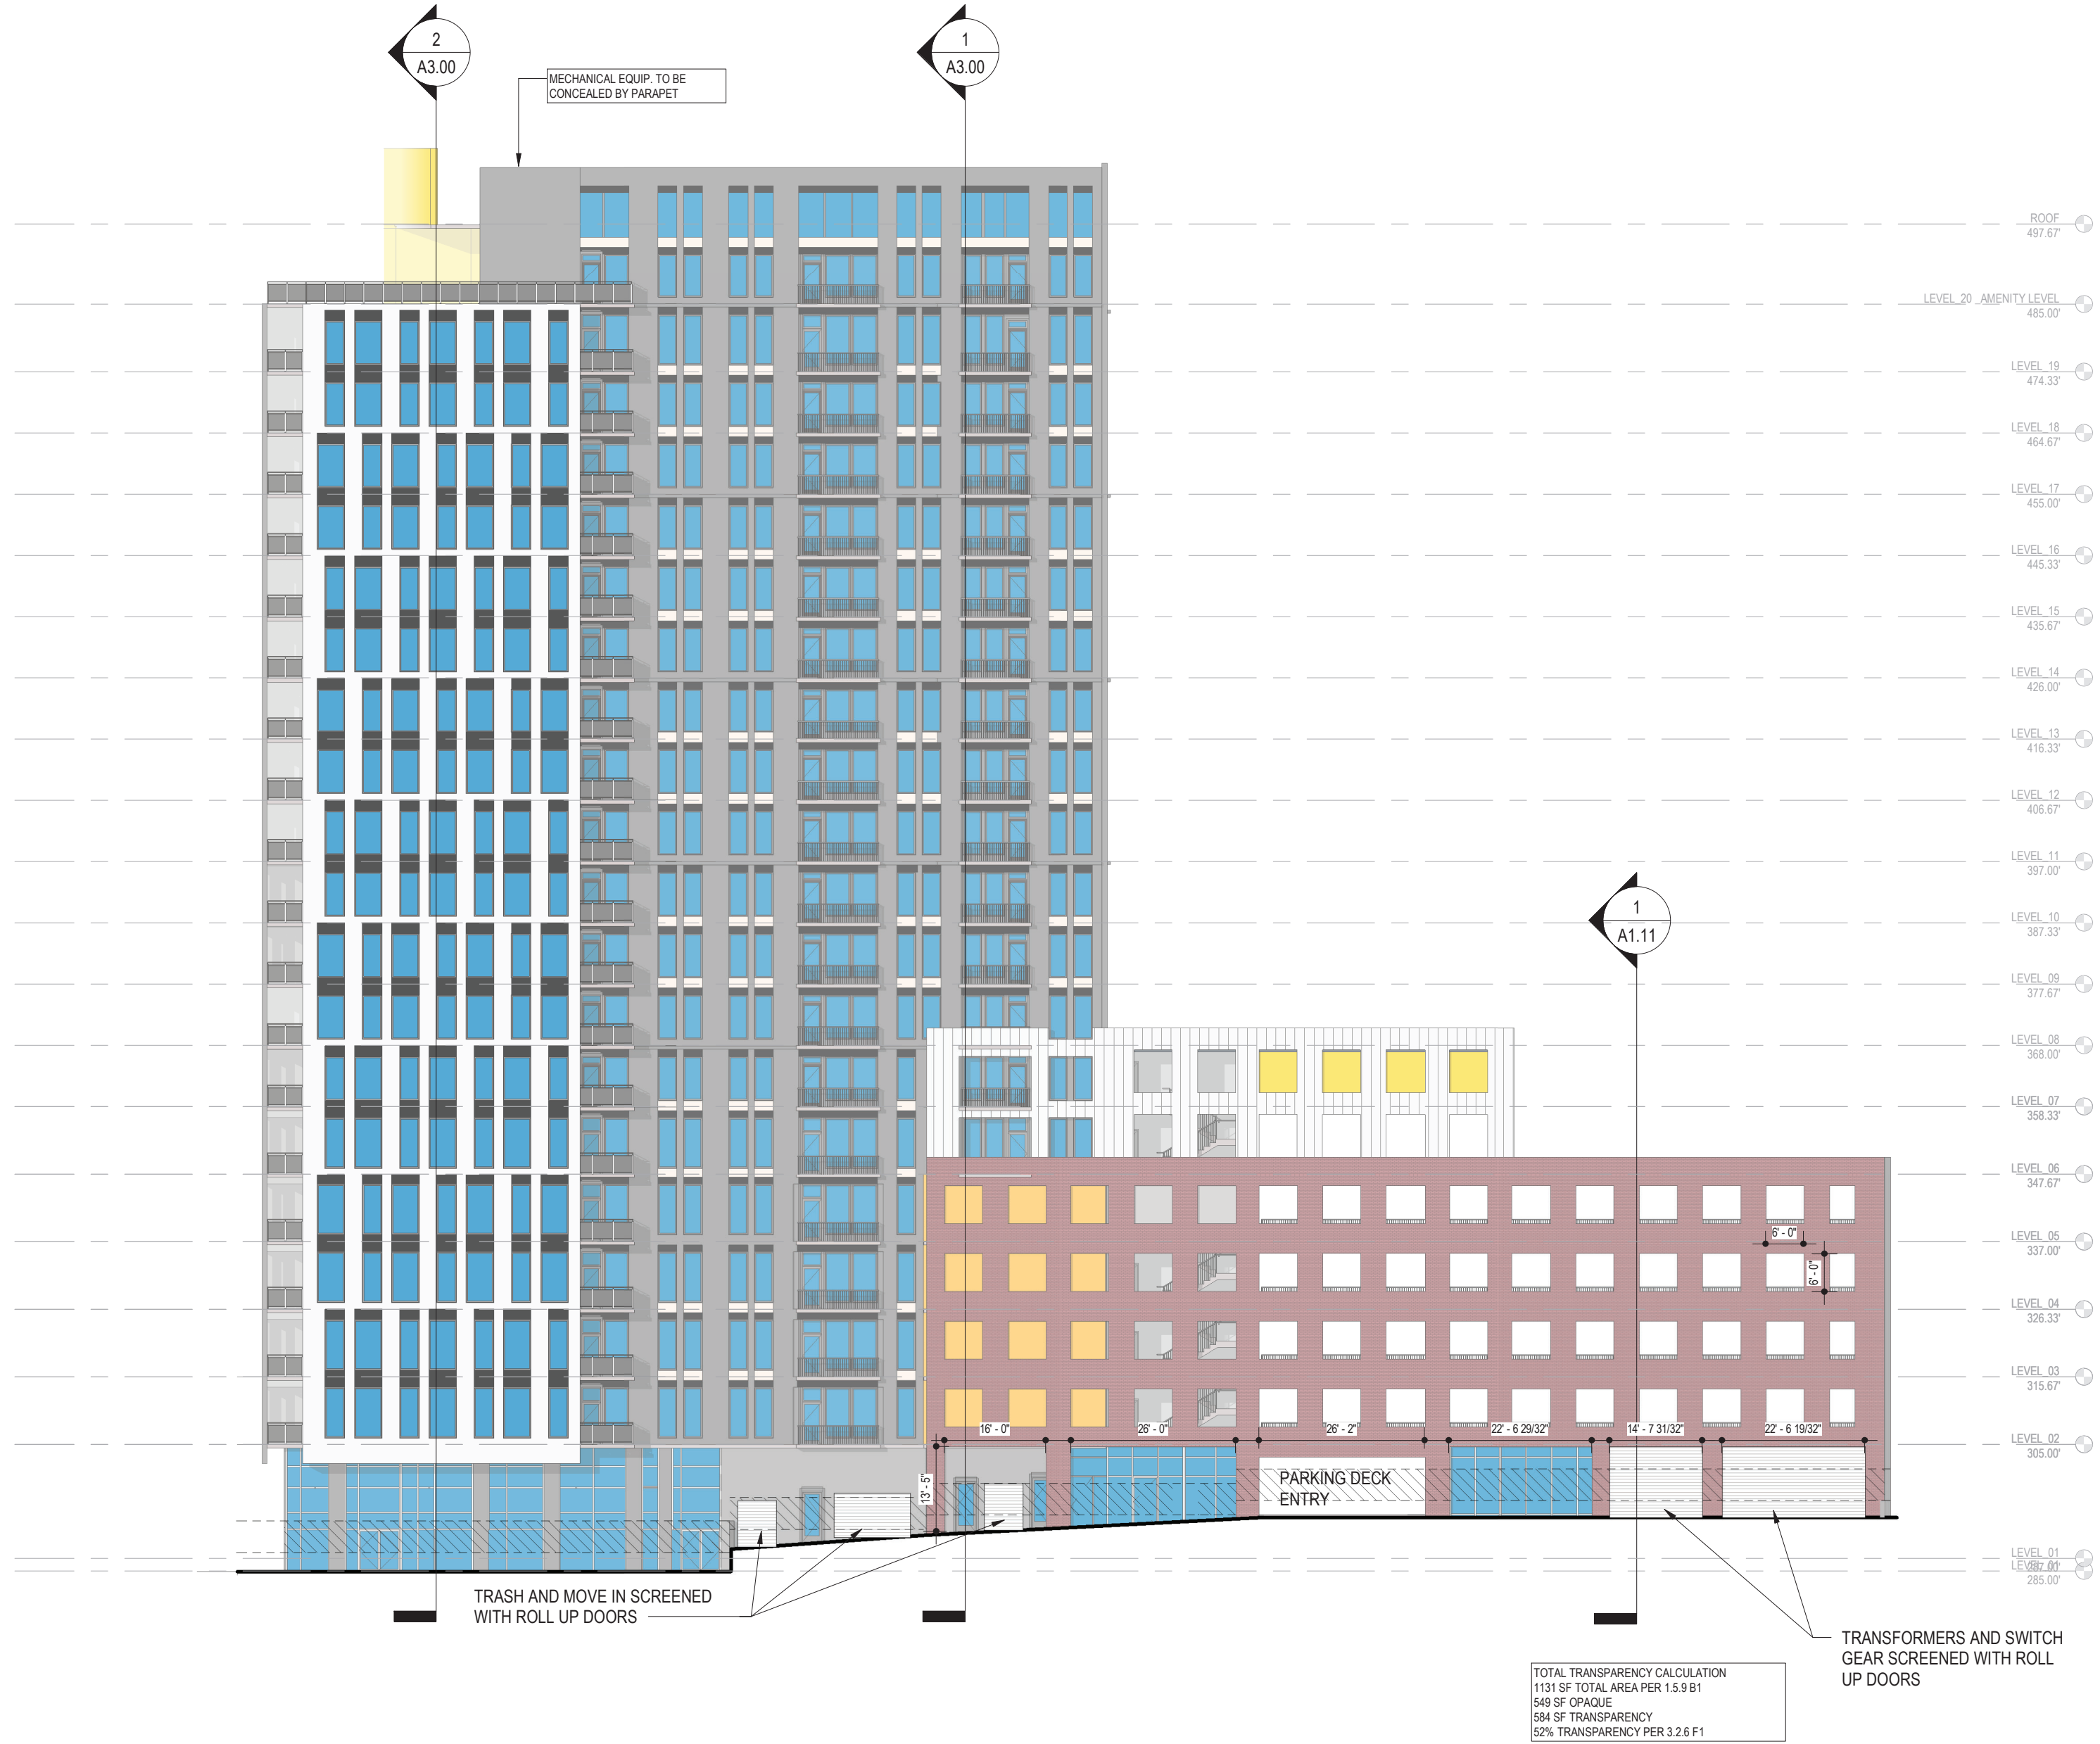 2
A3.00
1
A3.00
MECHANICAL EQUIP. TO BE
CONCEALED BY PARAPET
ROOF
497.67'
LEVEL_20 _AMENITY LEVEL
485.00'
LEVEL_19
474.33'
LEVEL_18
464.67'
LEVEL_17
455.00'
LEVEL_16
445.33'
LEVEL_15
435.67'
LEVEL_14
426.00'
LEVEL_13
416.33'
LEVEL_12
406.67'
LEVEL_11
397.00'
1
A1.11
LEVEL_10
387.33'
LEVEL_09
377.67'
LEVEL_08
368.00'
LEVEL_07
358.33'
LEVEL_06
347.67'
6' - 0"
LEVEL_05
337.00'
6' - 0"
LEVEL_04
326.33'
LEVEL_03
315.67'
16' - 0"
26' - 0"
26' - 2"
22' - 6 29/32"
14' - 7 31/32"
22' - 6 19/32"
LEVEL_02
305.00'
13' - 5"
PARKING DECK
ENTRY
LEVEL_01
285.00'
TRASH AND MOVE IN SCREENED
WITH ROLL UP DOORS
TRANSFORMERS AND SWITCH
GEAR SCREENED WITH ROLL
UP DOORS
TOTAL TRANSPARENCY CALCULATION
1131 SF TOTAL AREA PER 1.5.9 B1
549 SF OPAQUE
584 SF TRANSPARENCY
52% TRANSPARENCY PER 3.2.6 F1